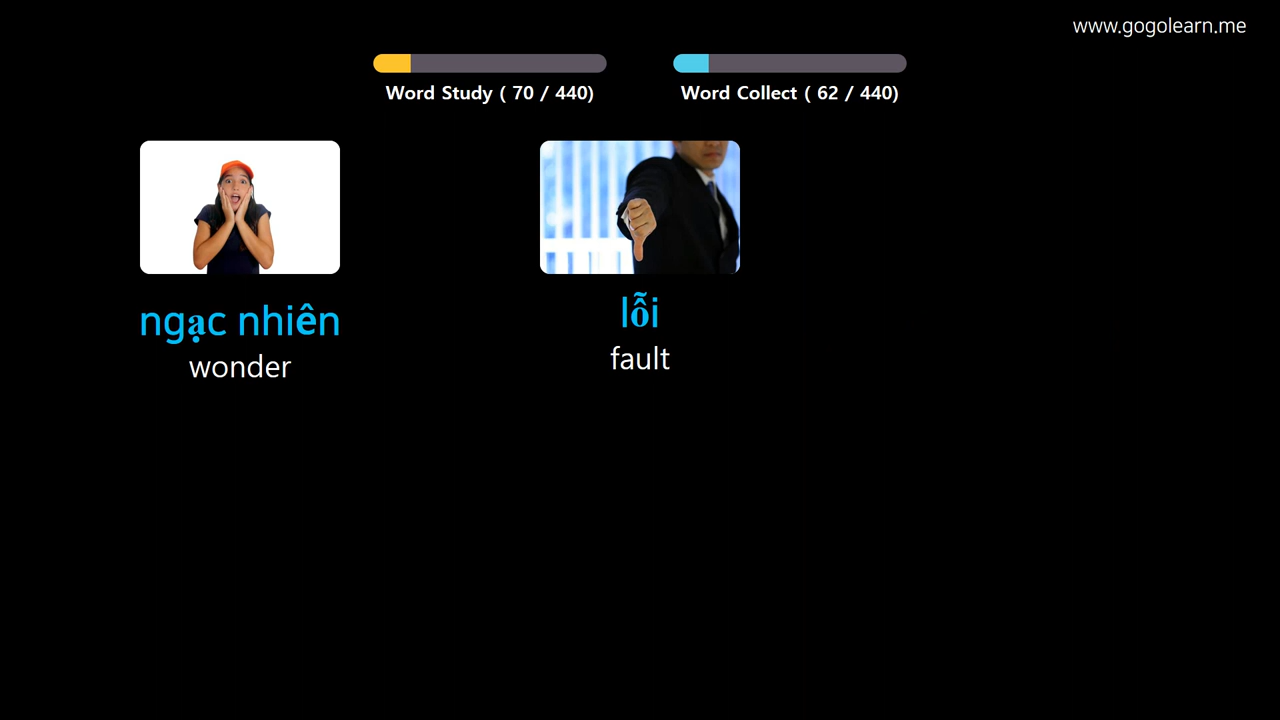 www.gogolearn.me
Word Study ( 70 / 440)
Word Collect ( 62 / 440)
ngạc nhiên
wonder
lỗi
fault